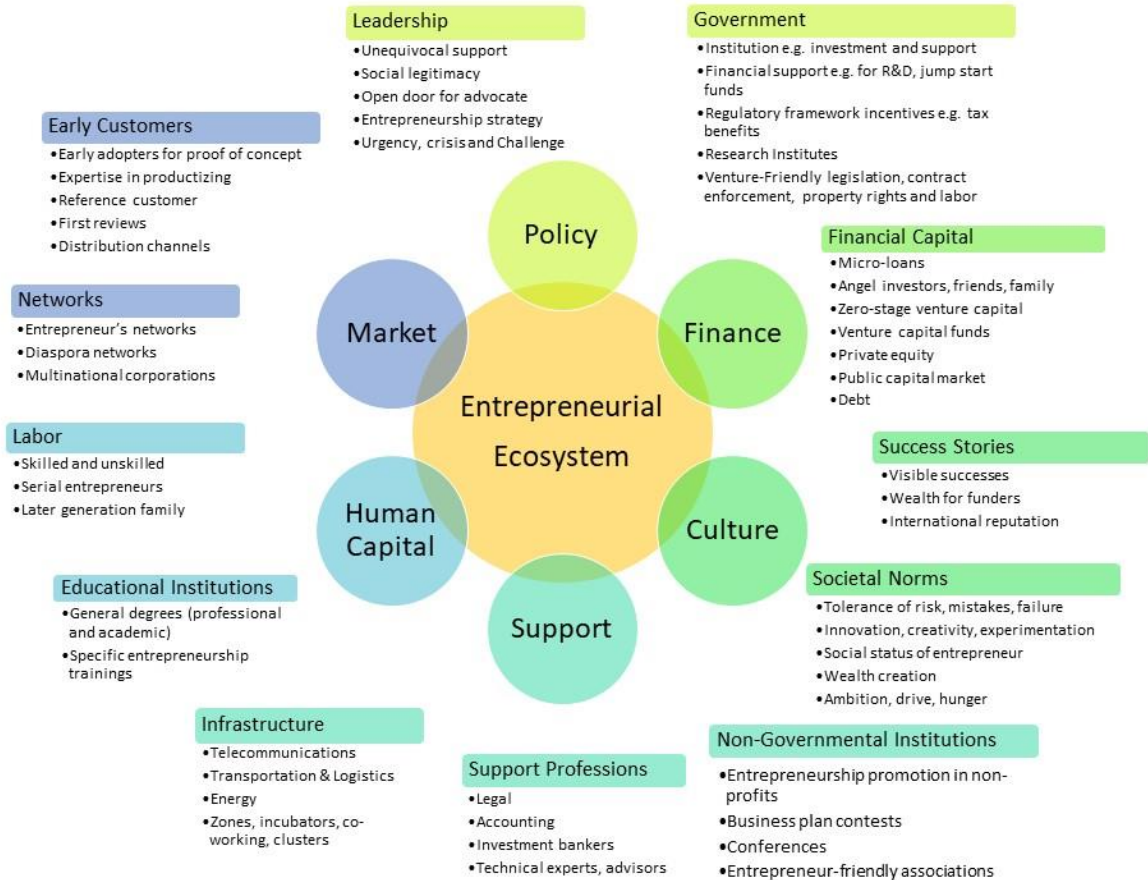 Leadership
•Unequivocal support
•Social legitimacy
•Open door for advocate
•Entrepreneurship strategy
•Urgency, crisis and Challenge
Government
•Institution e.g. investment and support
•Financial support e.g. for R&D, jump start
funds
•Regulatory framework incentives e.g. tax
benefits
•Research Institutes
•Venture-Friendly legislation, contract
enforcement, property rights and labor
Early Customers
•Early adopters for proof of concept
•Expertise in productizing
•Reference customer
•First reviews
•Distribution channels
Financial Capital
•Micro-loans
•Angel investors, friends, family
•Zero-stage venture capital
•Venture capital funds
•Private equity
•Public capital market
•Debt
Networks
•Entrepreneur's networks
•Diaspora networks
•Multinational corporations
Policy
Market
Finance
Entrepreneurial
Ecosystem
Human
Capital
Culture
Support
Labor
•Skilled and unskilled
•Serial entrepreneurs
•Later generation family
Success Stories
•Visible successes
•Wealth for funders
•International reputation
Educational Institutions
•General degrees (professional
and academic)
•Specific entrepreneurship
trainings
Societal Norms
•Tolerance of risk, mistakes, failure
•Innovation, creativity, experimentation
•Social status of entrepreneur
•Wealth creation
•Ambition, drive, hunger
Infrastructure
•Telecommunications
•Transportation & Logistics
•Energy
•Zones, incubators, co-
working, clusters
Support Professions
•Legal
•Accounting
•Investment bankers
•Technical experts, advisors
Non-Governmental Institutions
•Entrepreneurship promotion in non-
profits
•Business plan contests
•Conferences
•Entrepreneur-friendly associations